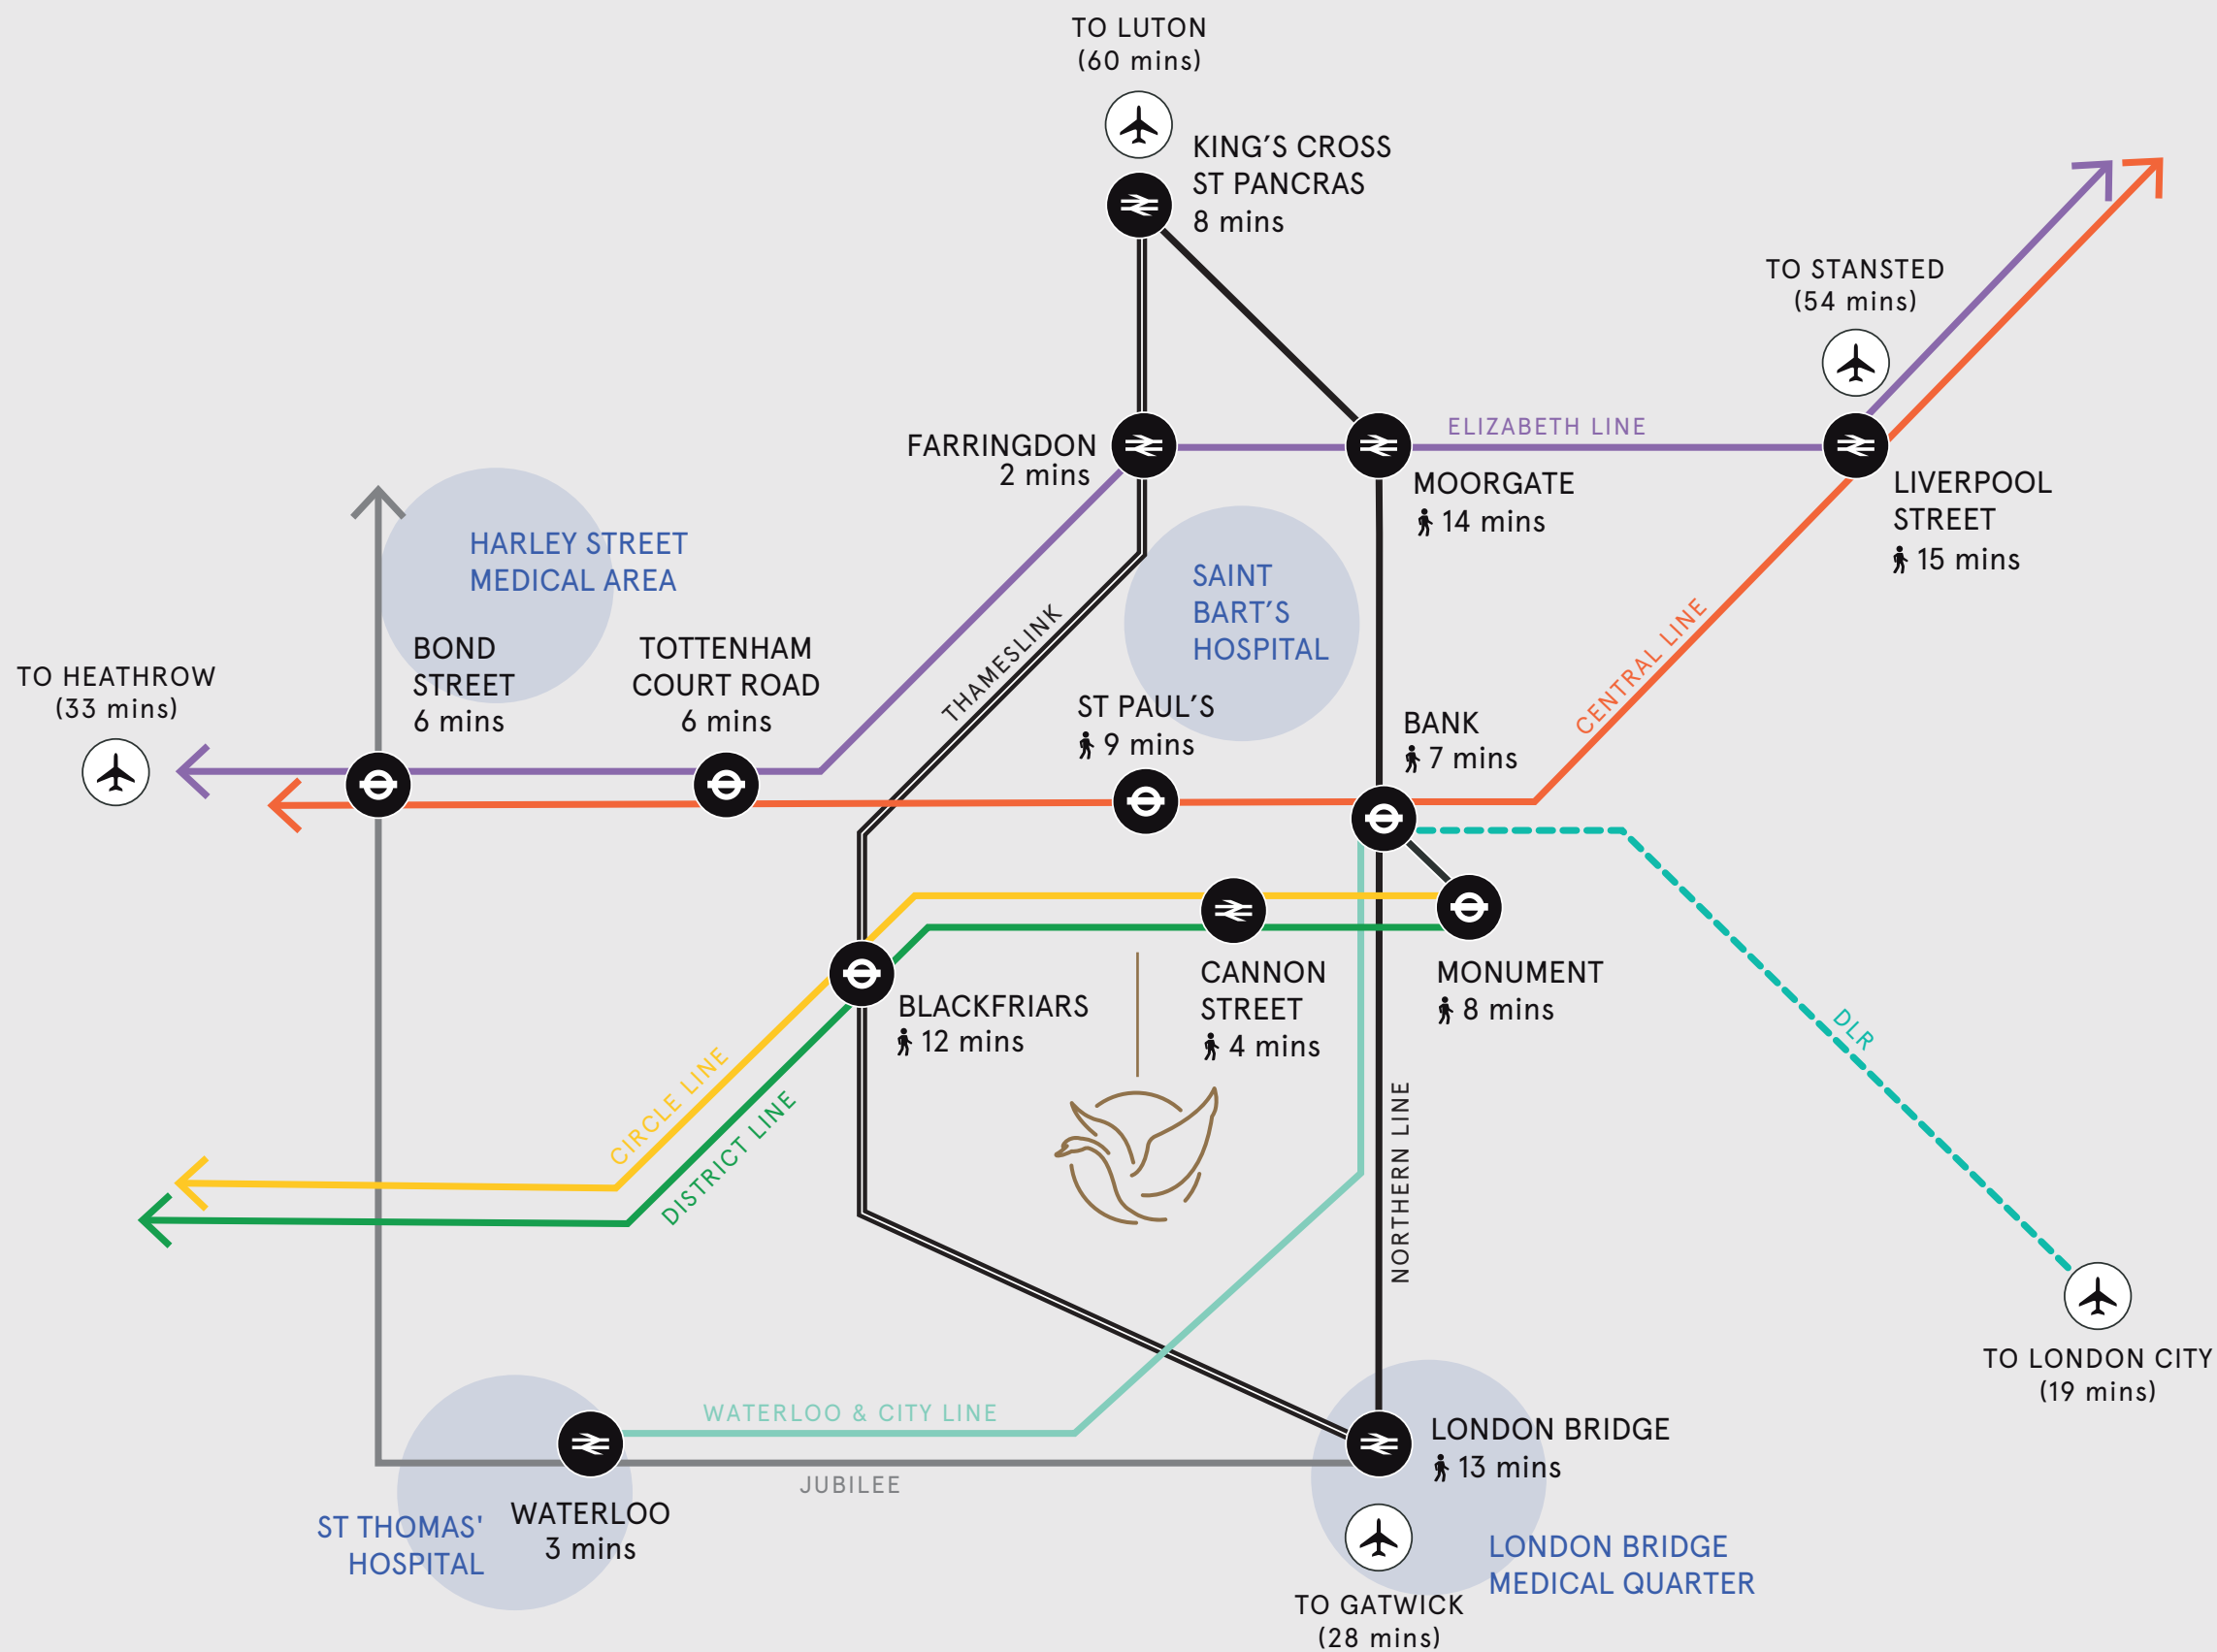 TO LUTON
(60 mins)
KING’S CROSS
ST PANCRAS
8 mins
TO STANSTED
(54 mins)
FARRINGDON
2 mins
ELIZABETH LINE
MOORGATE
14 mins
LIVERPOOL
STREET
15 mins
HARLEY STREET
MEDICAL AREA
SAINT
BART’S
HOSPITAL
BOND
STREET
6 mins
TOTTENHAM
COURT ROAD
6 mins
THAMESLINK
CENTRAL LINE
TO HEATHROW
(33 mins)
ST PAUL’S
9 mins
BANK
7 mins
BLACKFRIARS
12 mins
CANNON
STREET
4 mins
MONUMENT
8 mins
DLR
CIRCLE LINE
DISTRICT LINE
NORTHERN LINE
TO LONDON CITY
(19 mins)
WATERLOO & CITY LINE
JUBILEE
LONDON BRIDGE
13 mins
WATERLOO
3 mins
ST THOMAS'
HOSPITAL
LONDON BRIDGE
MEDICAL QUARTER
TO GATWICK
(28 mins)